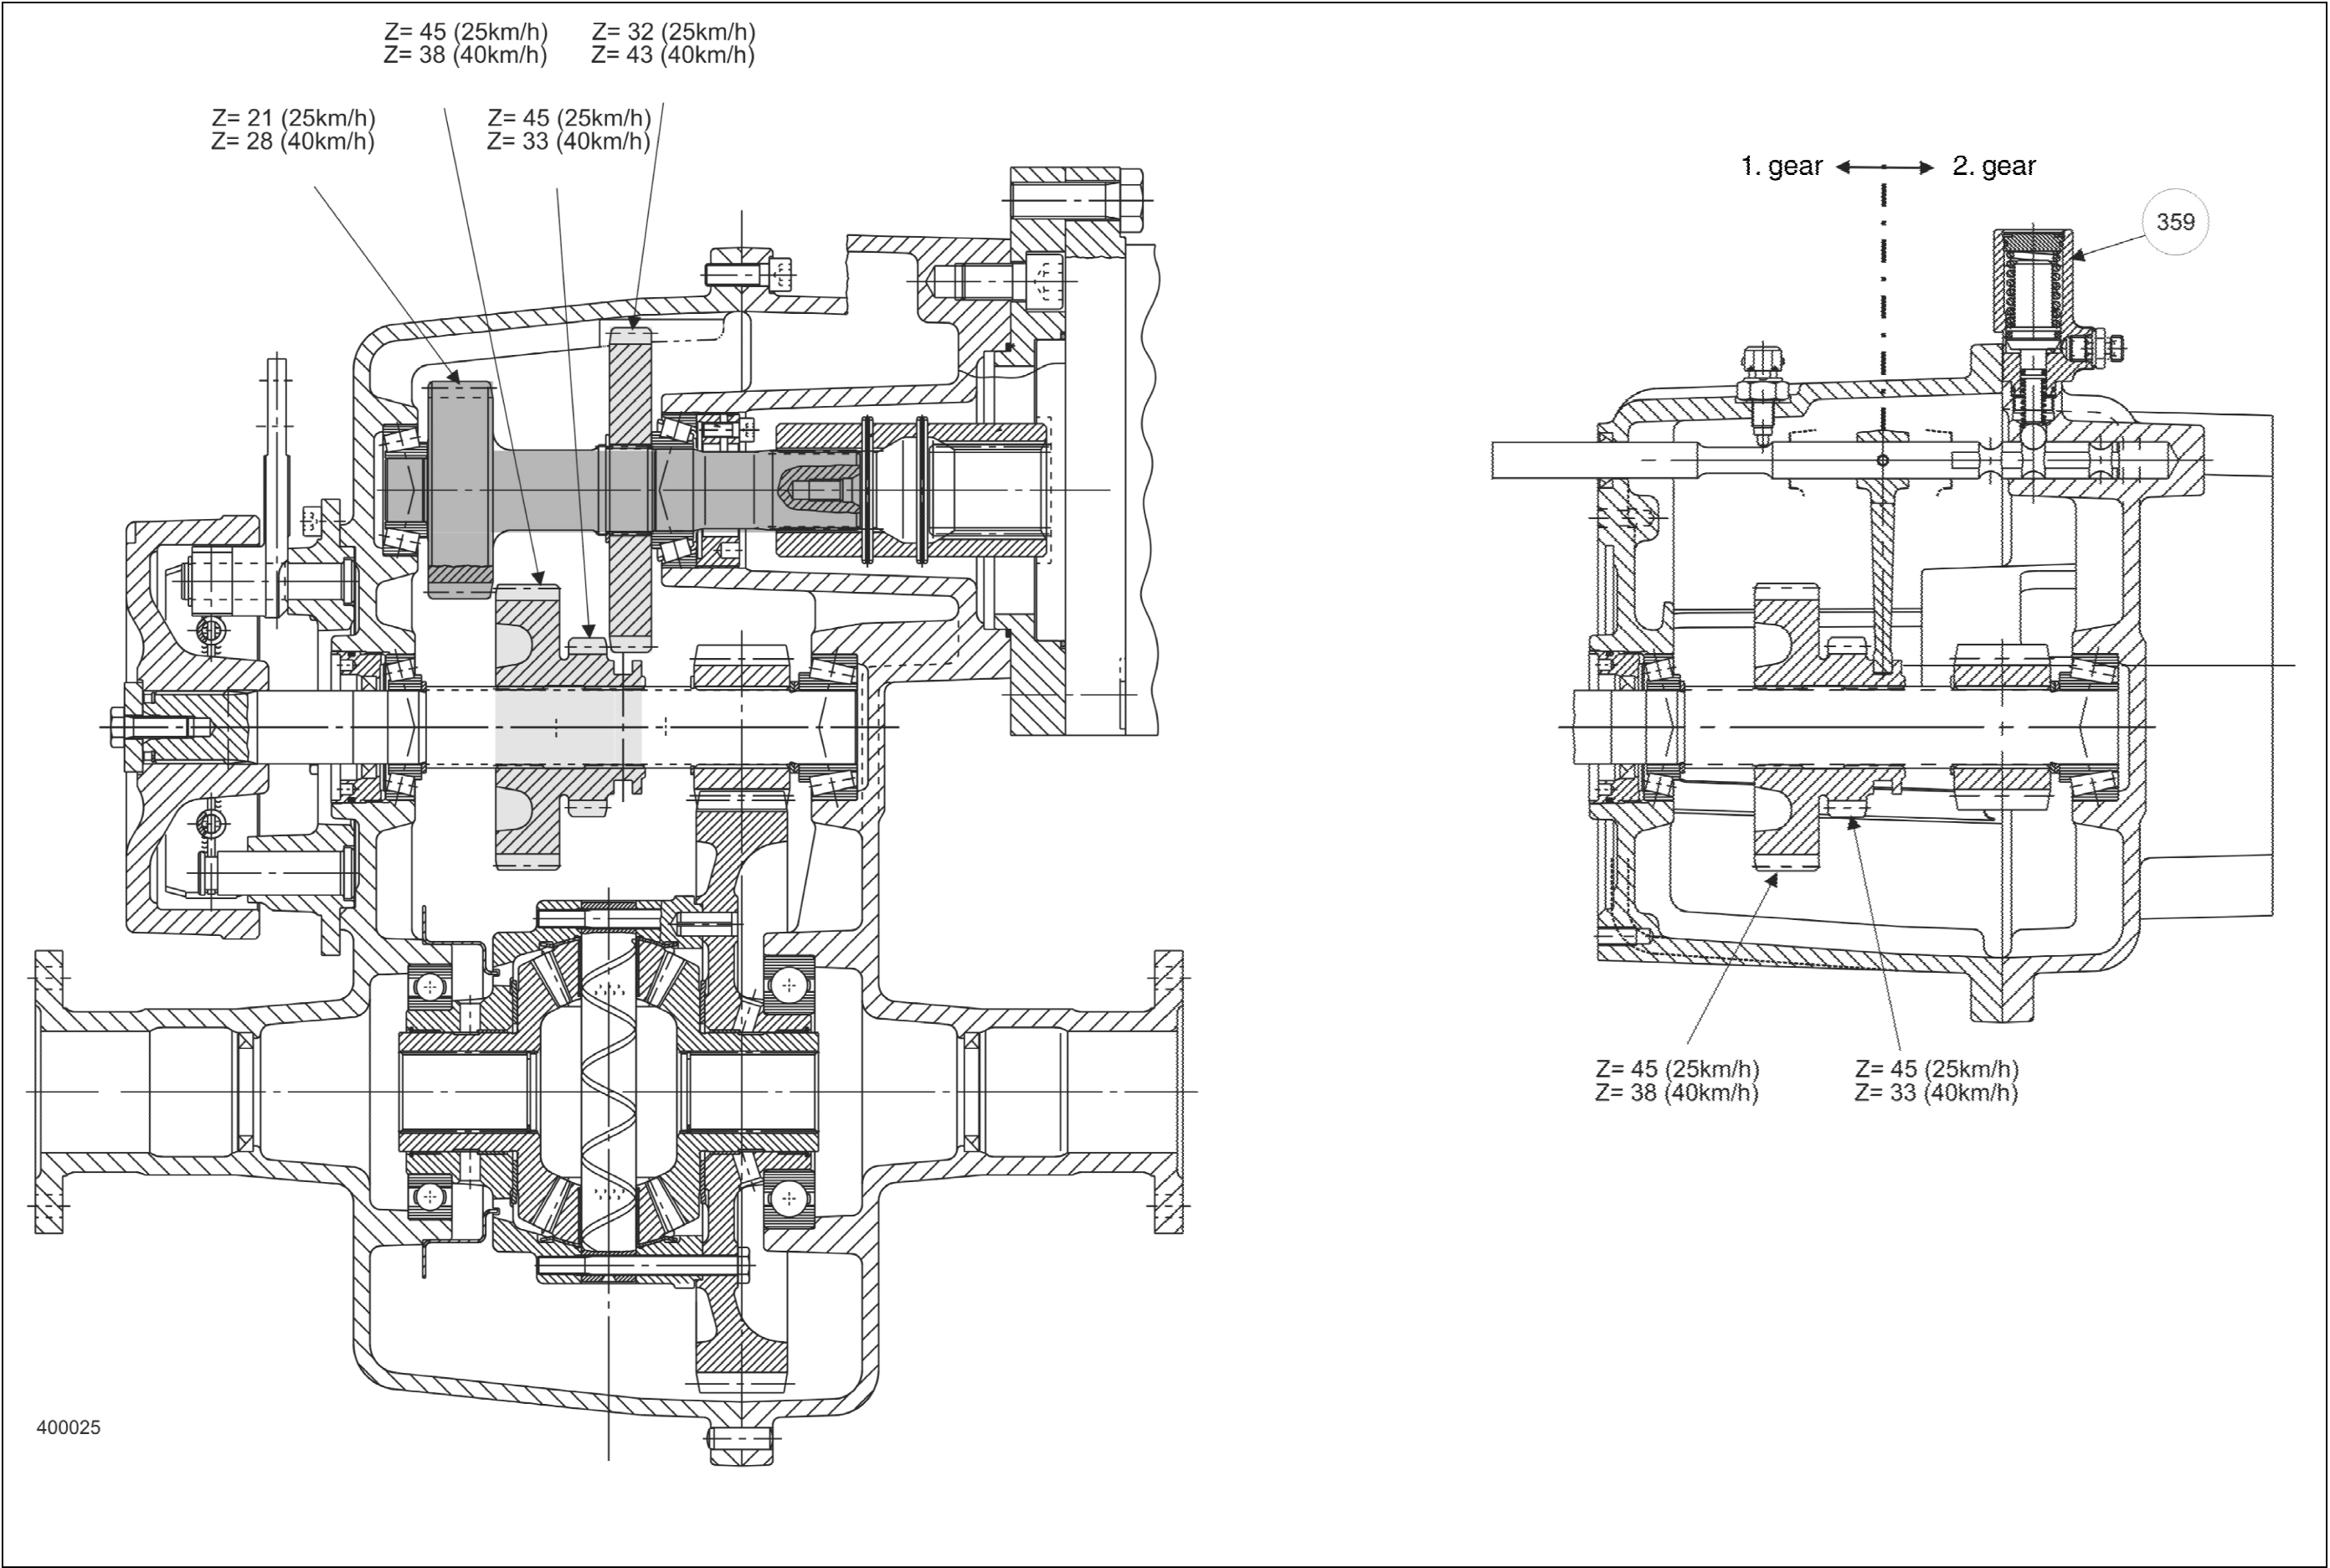 Z= 45 (25km/h)
Z= 38 (40km/h)
Z= 32 (25km/h)
Z= 43 (40km/h)
Z= 21 (25km/h)
Z= 28 (40km/h)
Z= 45 (25km/h)
Z= 33 (40km/h)
1. gear
2. gear
359
Z= 45 (25km/h)
Z= 38 (40km/h)
Z= 45 (25km/h)
Z= 33 (40km/h)
400025